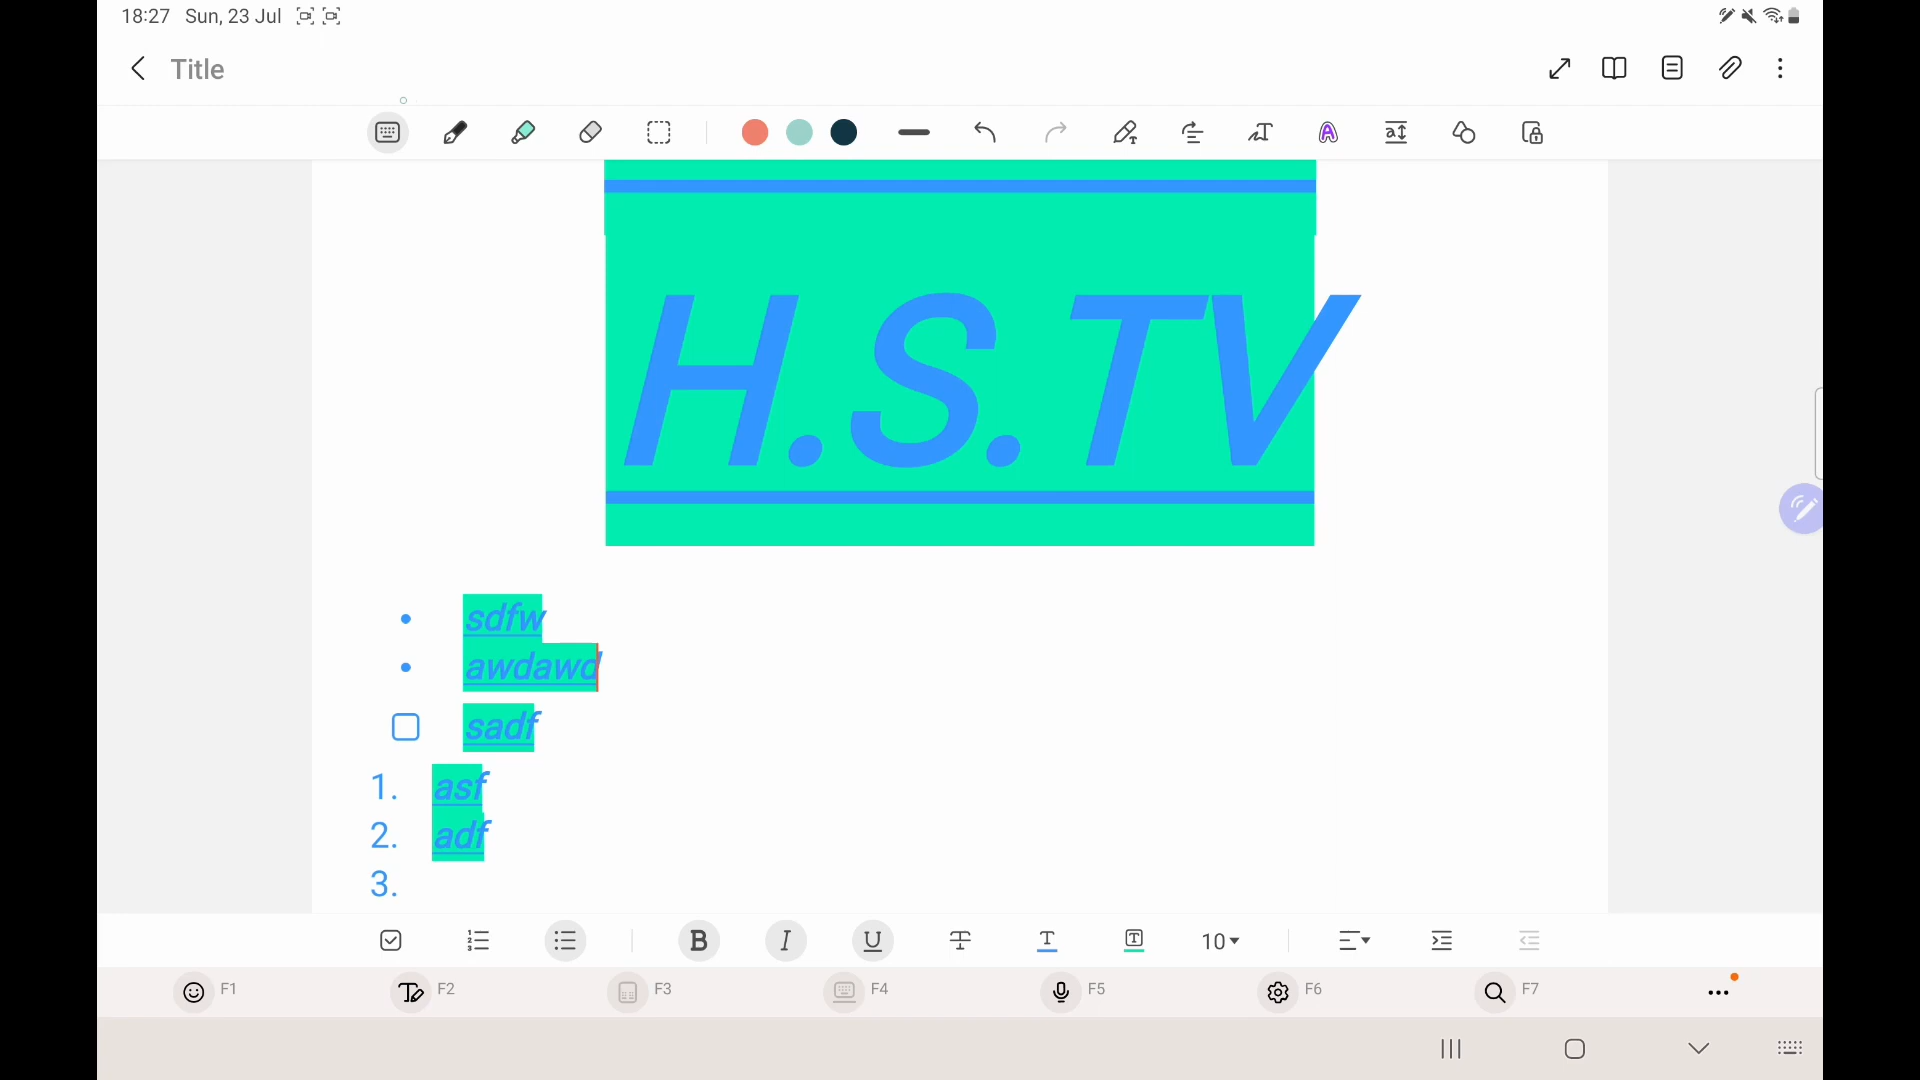 18:27 Sun, 23 Jul
Title
H.S.TV
• sdfw
• awdawd
sadf
1. asf
2. adf
3.
B I U T T T 10
F1 F2 F3 F4 F5 F6 F7